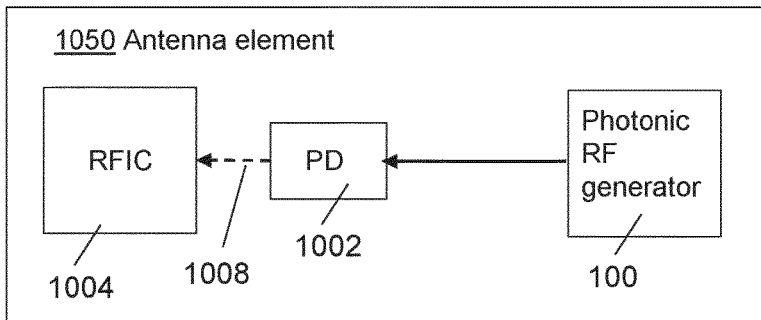 1050 Antenna element
RFIC
PD
Photonic
RF
generator
1002
1008
1004
100